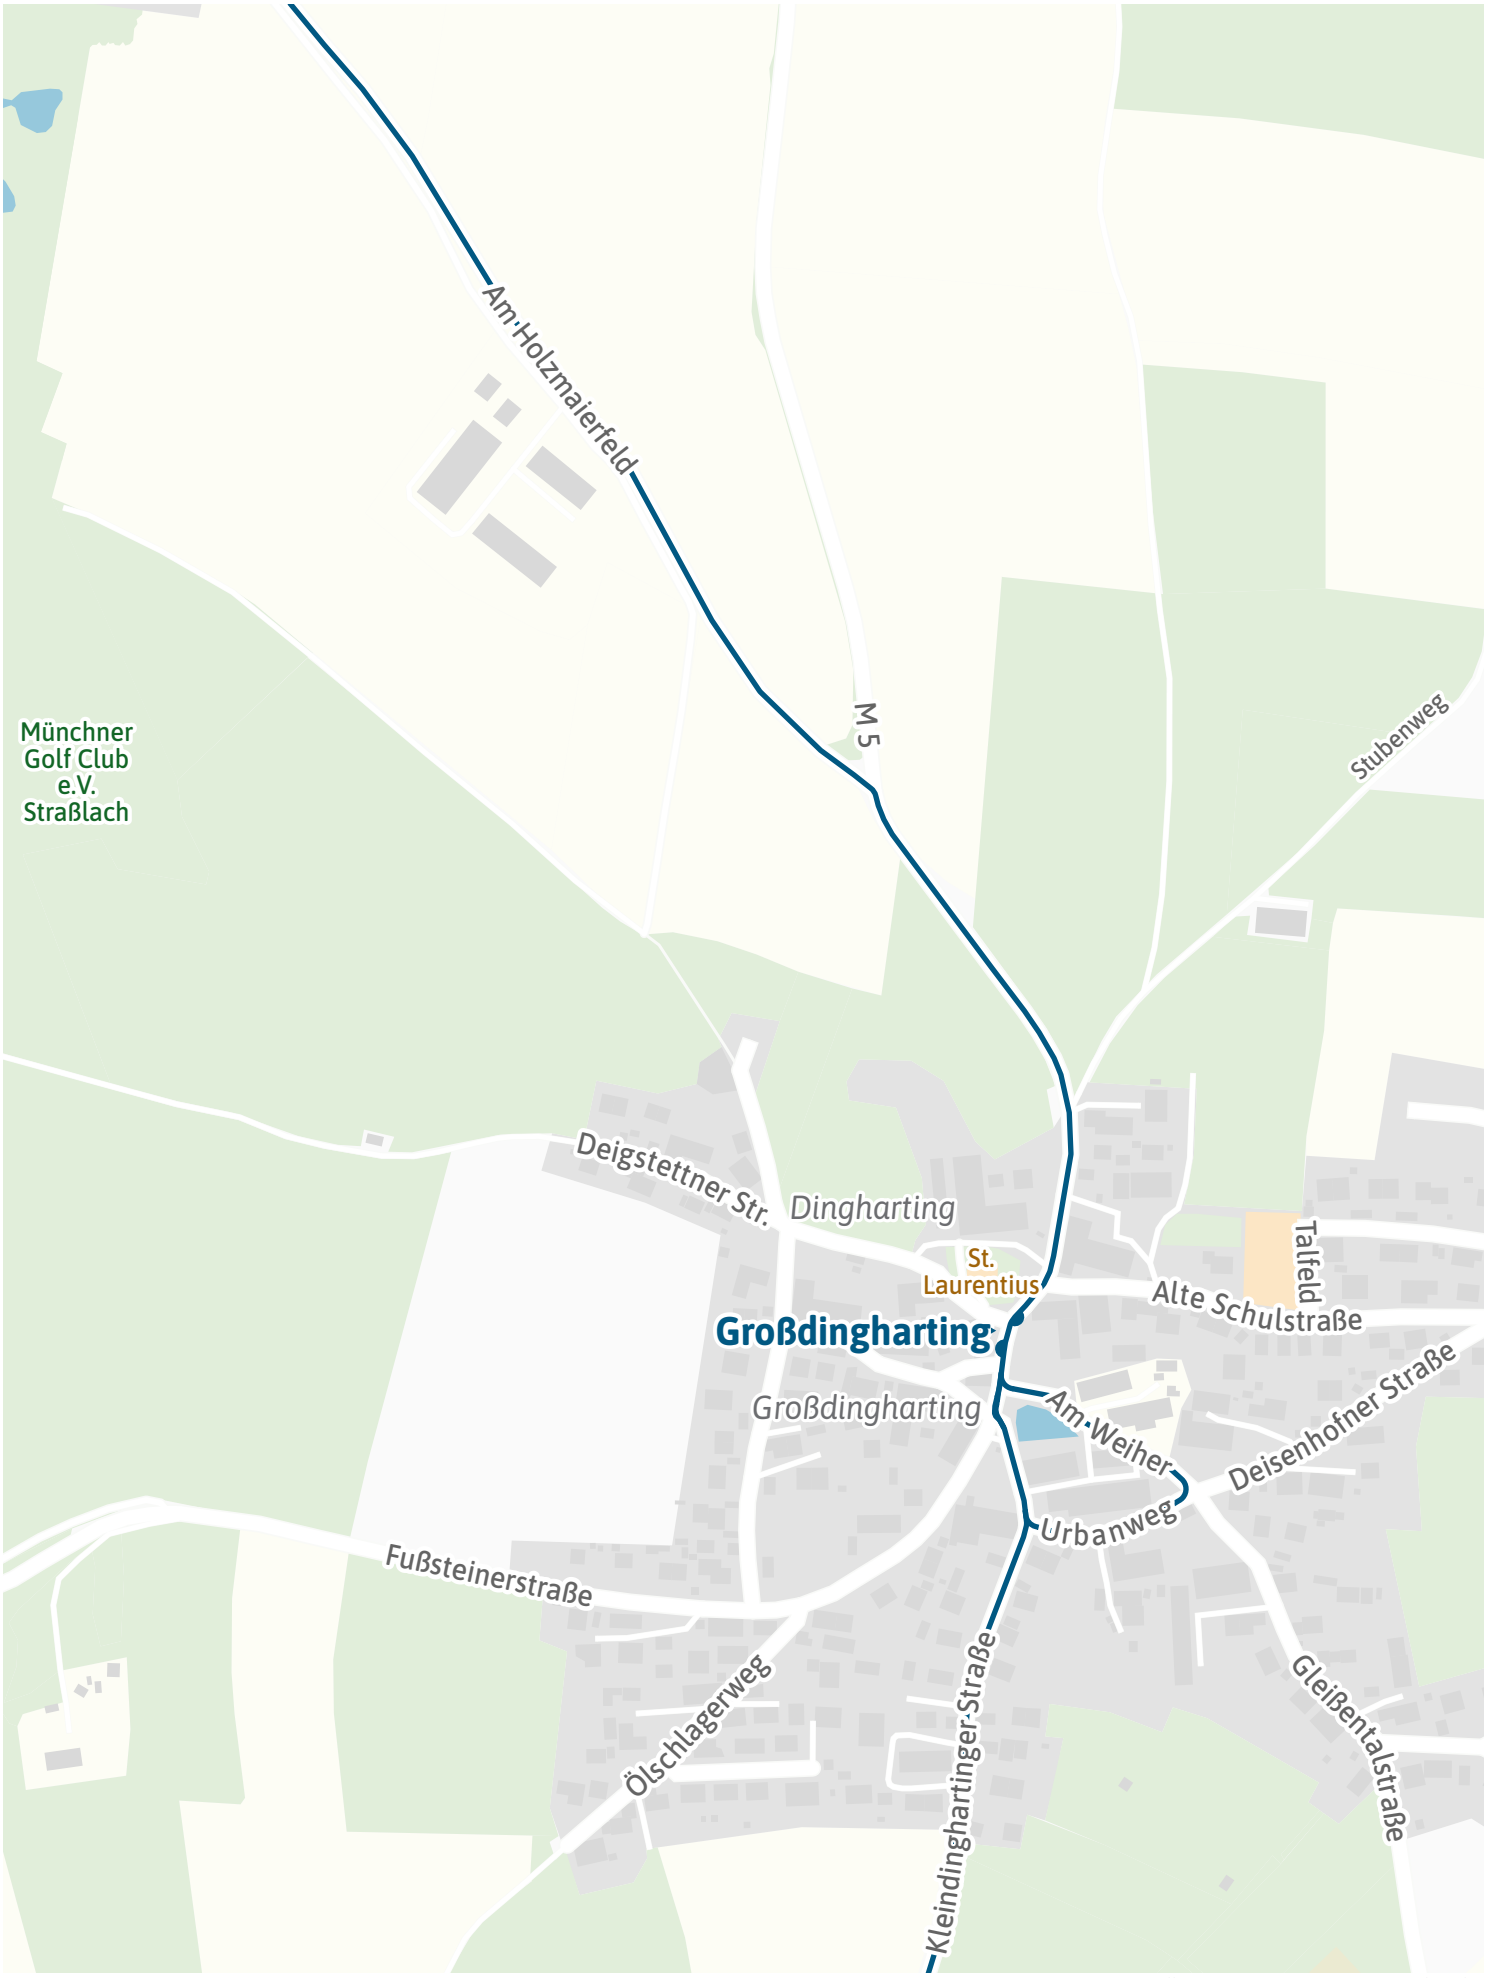 Am Holzmaierfeld
M 5
Stubenweg
Münchner
Golf Club
e.V.
Straßlach
Deigstettner Str.
Dingharting
St.
Laurentius
Talfeld
Alte Schulstraße
Großdingharting
Großdingharting
Am Weiher
Deisenhofner Straße
Urbanweg
Fußsteinerstraße
Ölschlagerweg
Kleindinghartinger Straße
Gleißentalstraße